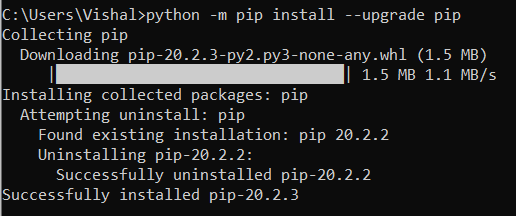 C:\Users\Vishal>python -m pip install --upgrade pip
Collecting pip
  Downloading pip-20.2.3-py2.py3-none-any.whl (1.5 MB)
     |████████████████████████████████| 1.5 MB 1.1 MB/s
Installing collected packages: pip
  Attempting uninstall: pip
    Found existing installation: pip 20.2.2
    Uninstalling pip-20.2.2:
      Successfully uninstalled pip-20.2.2
Successfully installed pip-20.2.3